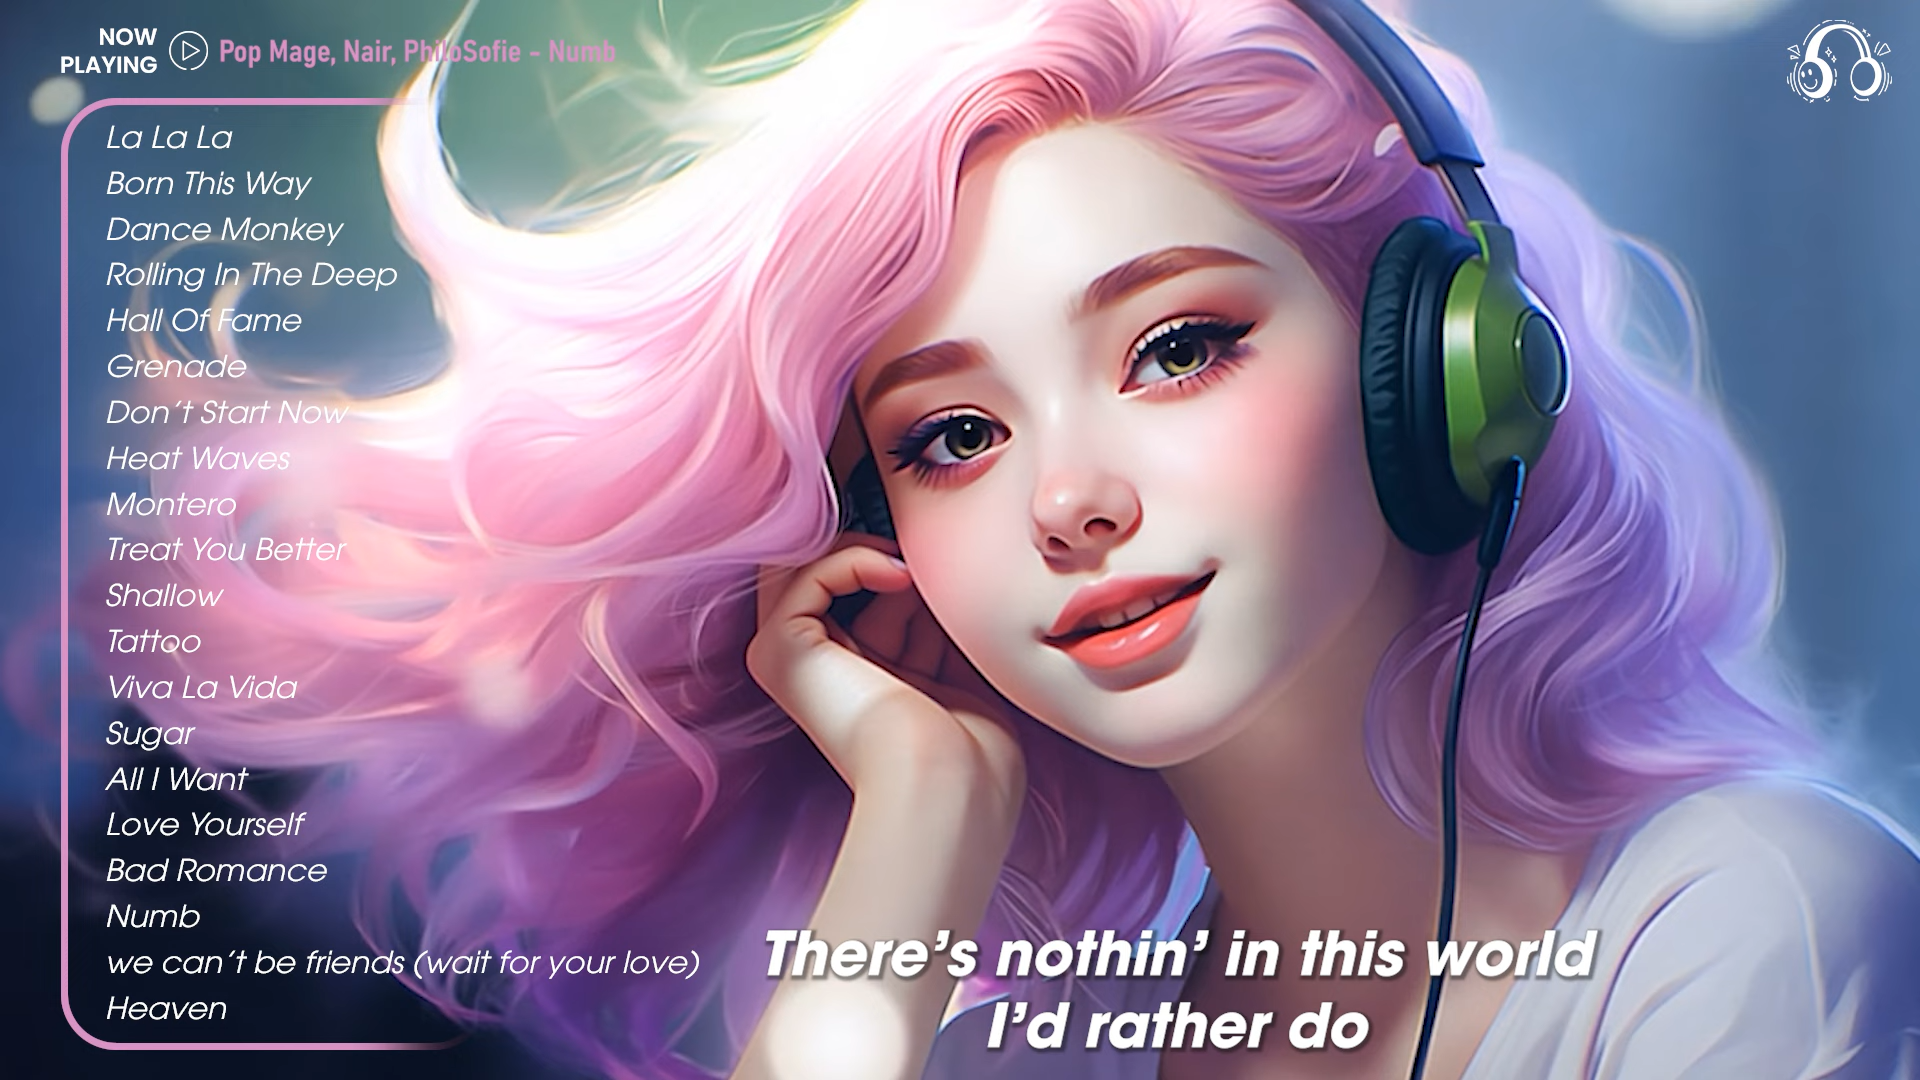 NOW
PLAYING
Pop Mage, Nair, PhiloSofie - Numb
La La La
Born This Way
Dance Monkey
Rolling In The Deep
Hall Of Fame
Grenade
Don't Start Now
Heat Waves
Montero
Treat You Better
Shallow
Tattoo
Viva La Vida
Sugar
All I Want
Love Yourself
Bad Romance
Numb
we can't be friends (wait for your love)
Heaven
There's nothin' in this world
I'd rather do